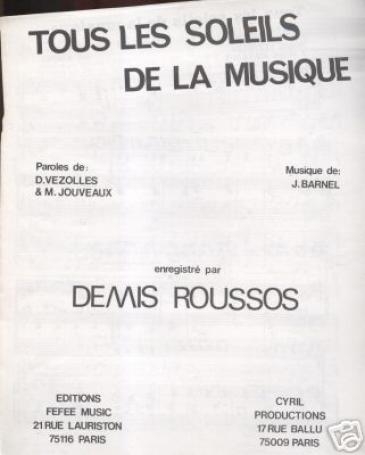 TOUS LES SOLEILS
DE LA MUSIQUE
Paroles de:
D.VEZOLLES
& M. JOUVEAUX
Musique de:
J.BARNEL
enregistré par
DEMIS ROUSSOS
EDITIONS
FEFEE MUSIC
21 RUE LAURISTON
75116 PARIS
CYRIL
PRODUCTIONS
17 RUE BALLU
75009 PARIS